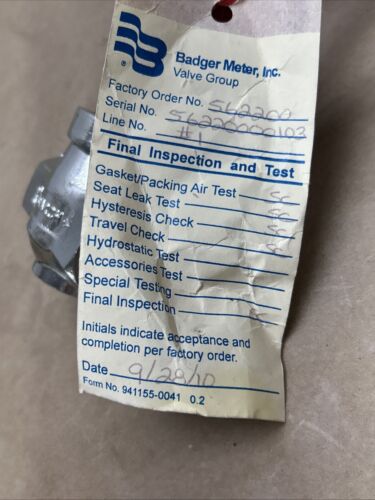 Badger Meter, Inc.
Valve Group
Factory Order No. 562200
Serial No. 56220000103
Line No. #1
Final Inspection and Test
Gasket/Packing Air Test
Seat Leak Test
Hysteresis Check
Travel Check
Hydrostatic Test
Accessories Test
Special Testing
Final Inspection
Initials indicate acceptance and
completion per factory order.
Date 9/28/10
Form No. 941155-0041 0.2